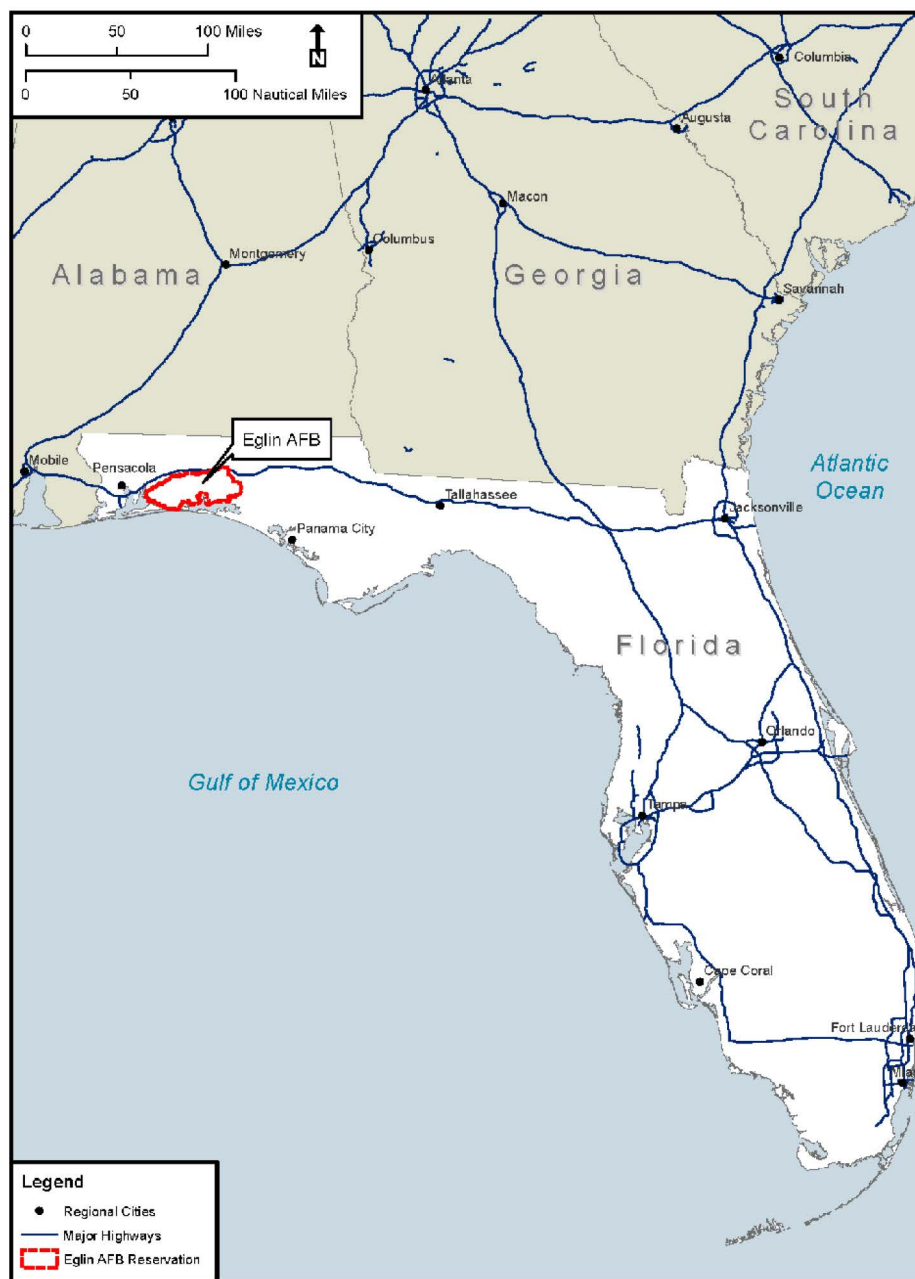 0 50 100 Miles
N
0 50 100 Nautical Miles
Atlanta
Columbia
South
Carolina
Augusta
Macon
Columbus
Montgomery
Alabama
Georgia
Savannah
Eglin AFB
Mobile
Pensacola
Atlantic
Ocean
Tallahassee
Jacksonville
Panama City
Florida
Orlando
Gulf of Mexico
Tampa
Cape Coral
Fort Lauderda
Legend
Regional Cities
Major Highways
Eglin AFB Reservation